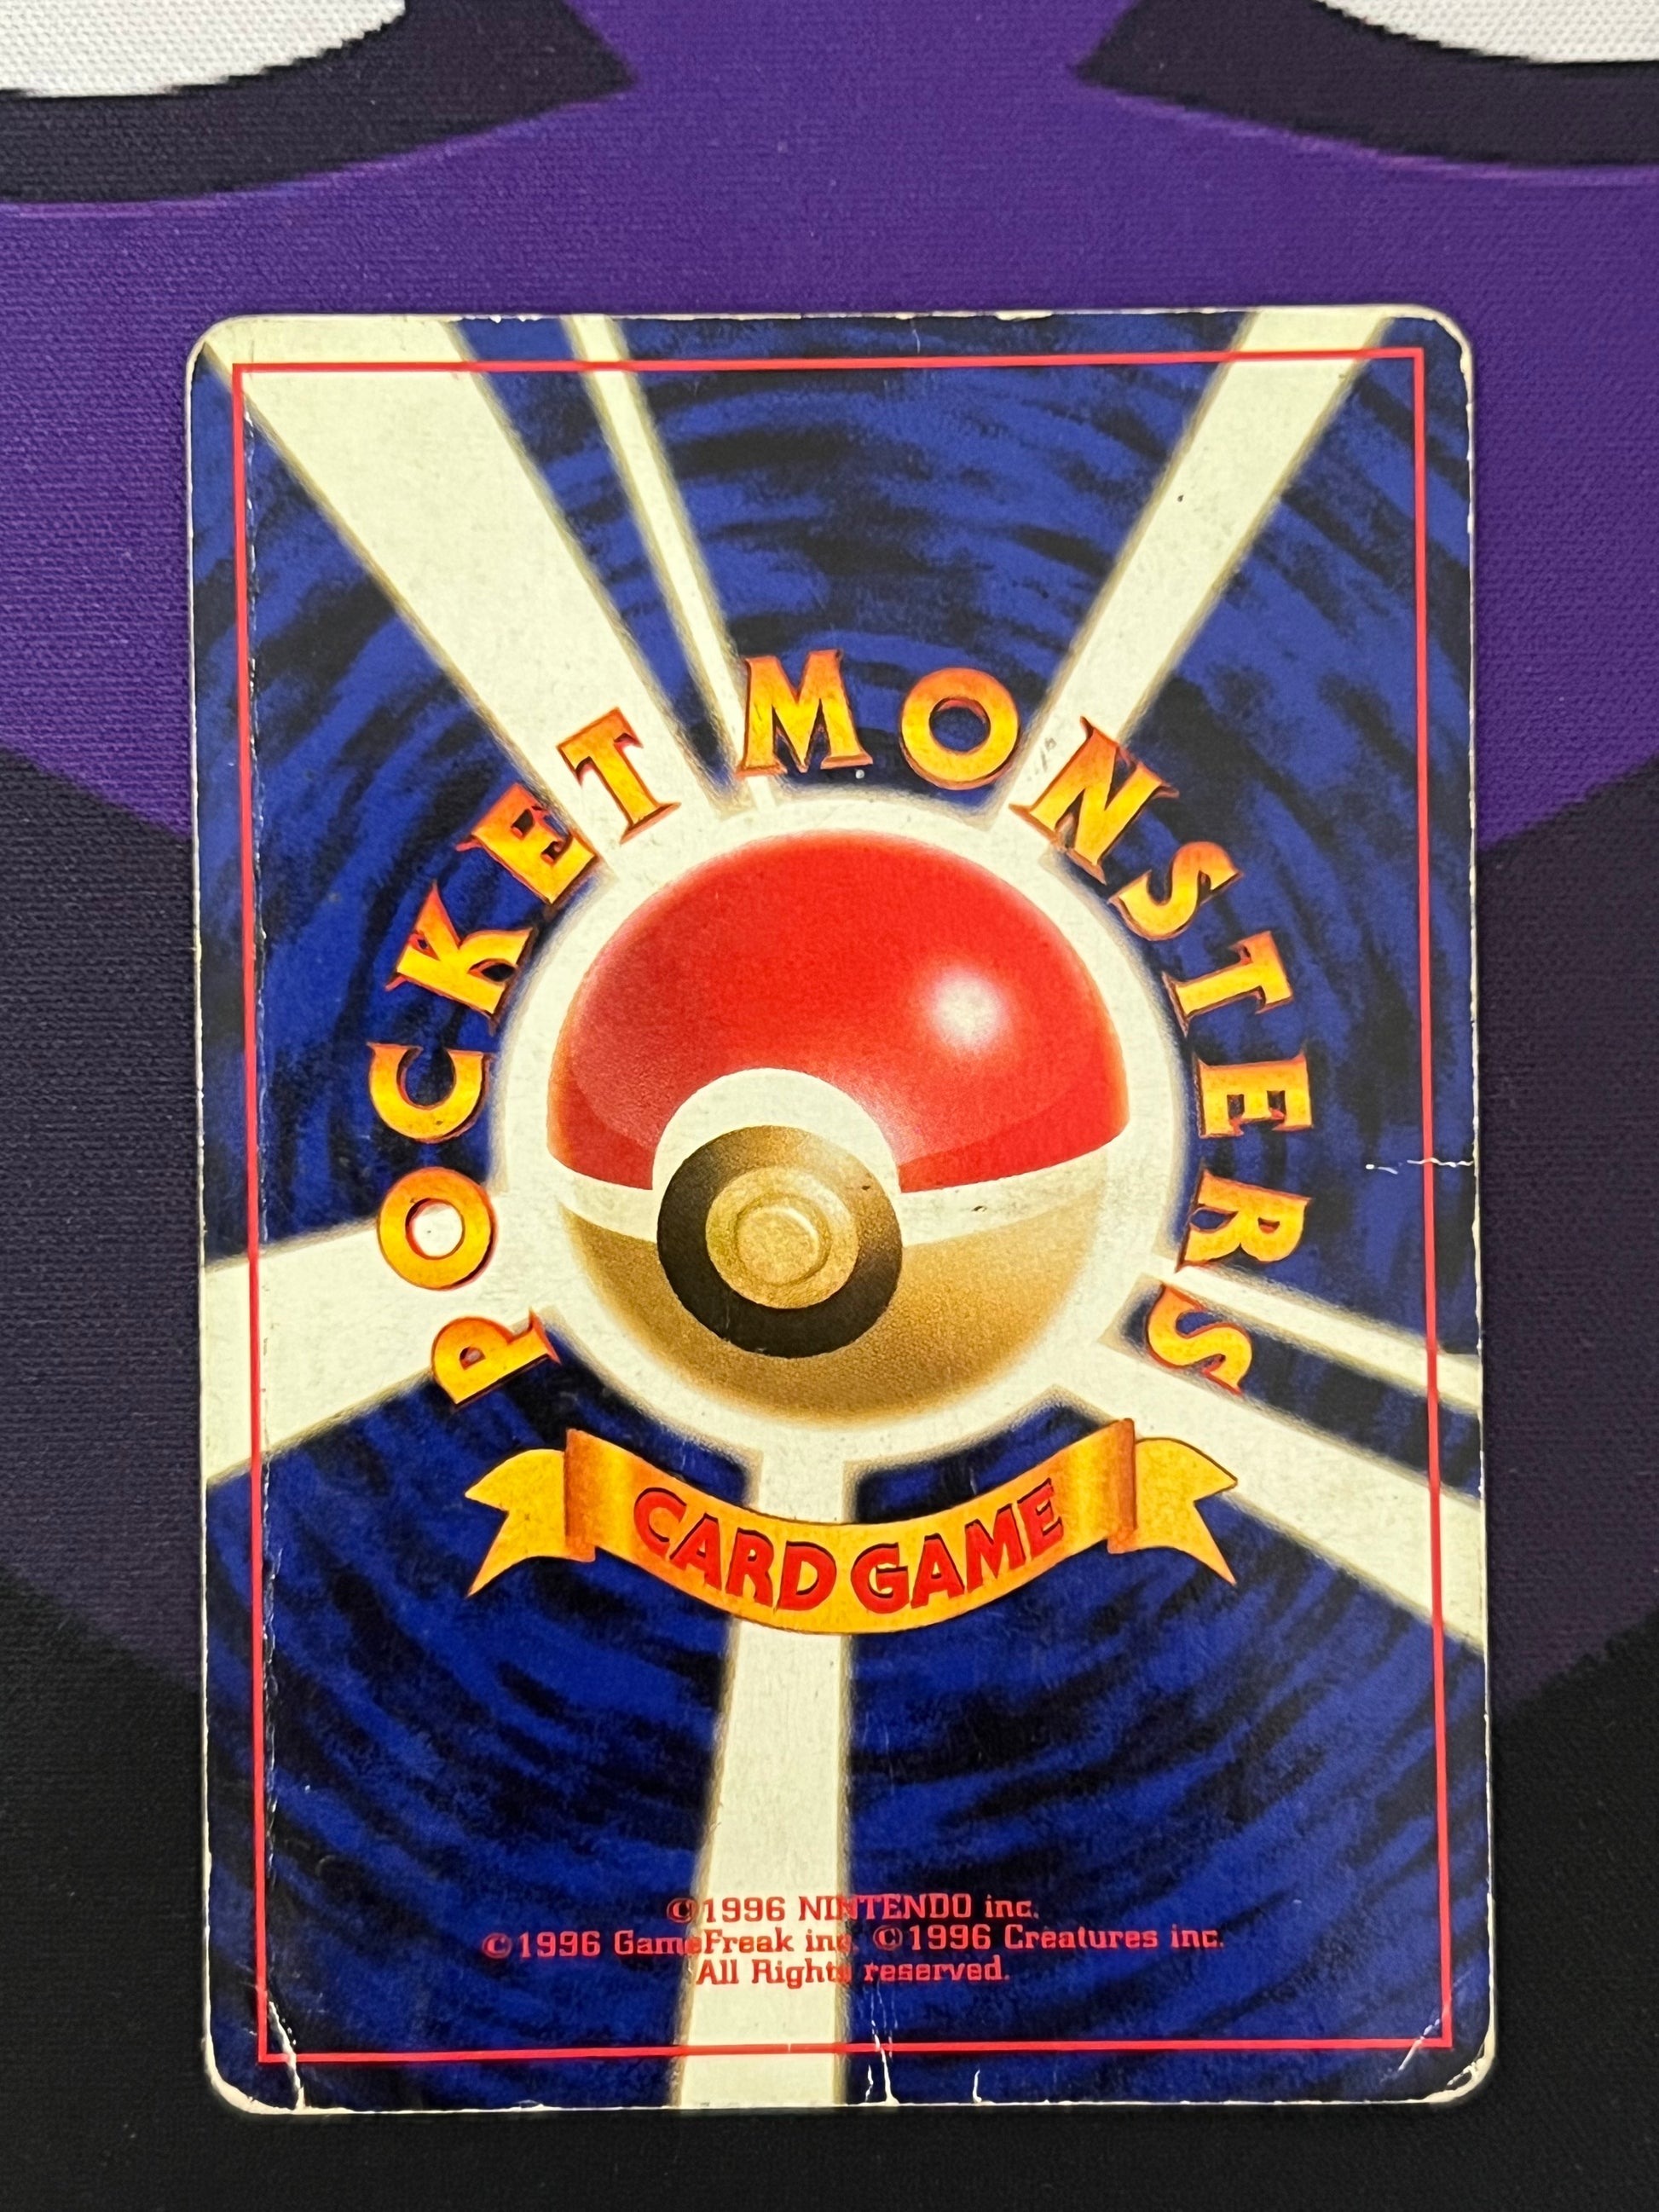 POCKET MONSTERS
CARD GAME
©1996 NINTENDO inc.
©1996 GameFreak inc. ©1996 Creatures inc.
All Rights reserved.